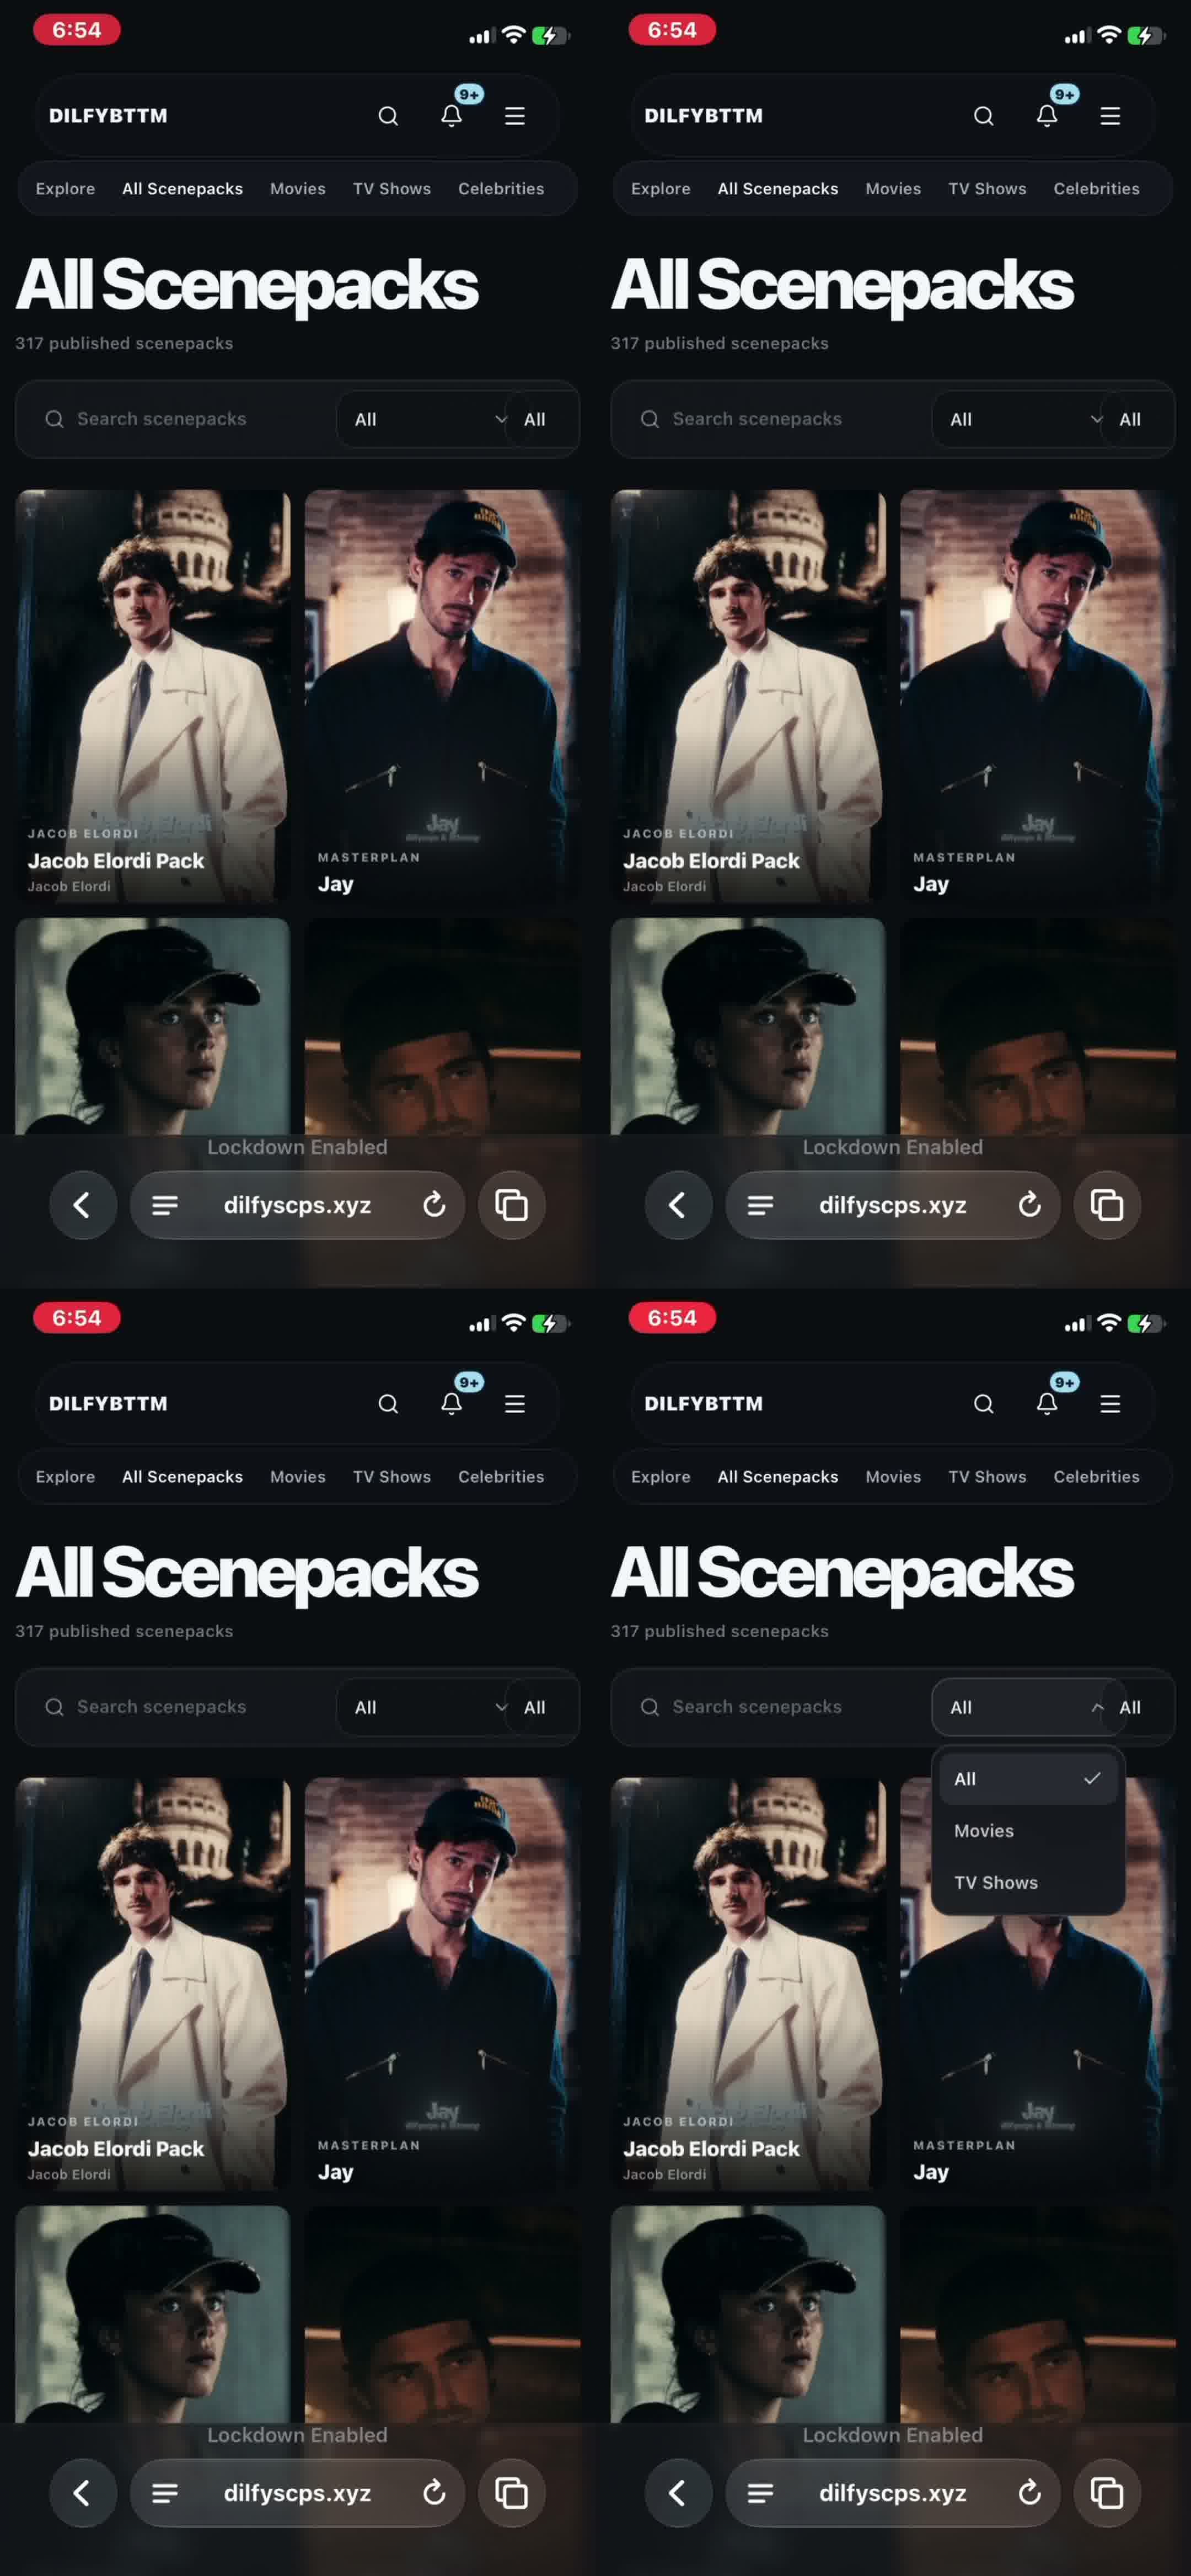 6:54
DILFYBTTM
9+
Explore All Scenepacks Movies TV Shows Celebrities
All Scenepacks
317 published scenepacks
Search scenepacks All All
JACOB ELORDI
Jacob Elordi Pack
Jacob Elordi
Jay
MASTERPLAN
Jay
Lockdown Enabled
dilfyscps.xyz
6:54
DILFYBTTM
9+
Explore All Scenepacks Movies TV Shows Celebrities
All Scenepacks
317 published scenepacks
Search scenepacks All All
JACOB ELORDI
Jacob Elordi Pack
Jacob Elordi
Jay
MASTERPLAN
Jay
Lockdown Enabled
dilfyscps.xyz
6:54
DILFYBTTM
9+
Explore All Scenepacks Movies TV Shows Celebrities
All Scenepacks
317 published scenepacks
Search scenepacks All All
JACOB ELORDI
Jacob Elordi Pack
Jacob Elordi
Jay
MASTERPLAN
Jay
Lockdown Enabled
dilfyscps.xyz
6:54
DILFYBTTM
9+
Explore All Scenepacks Movies TV Shows Celebrities
All Scenepacks
317 published scenepacks
Search scenepacks All All
All
Movies
TV Shows
JACOB ELORDI
Jacob Elordi Pack
Jacob Elordi
Jay
MASTERPLAN
Jay
Lockdown Enabled
dilfyscps.xyz